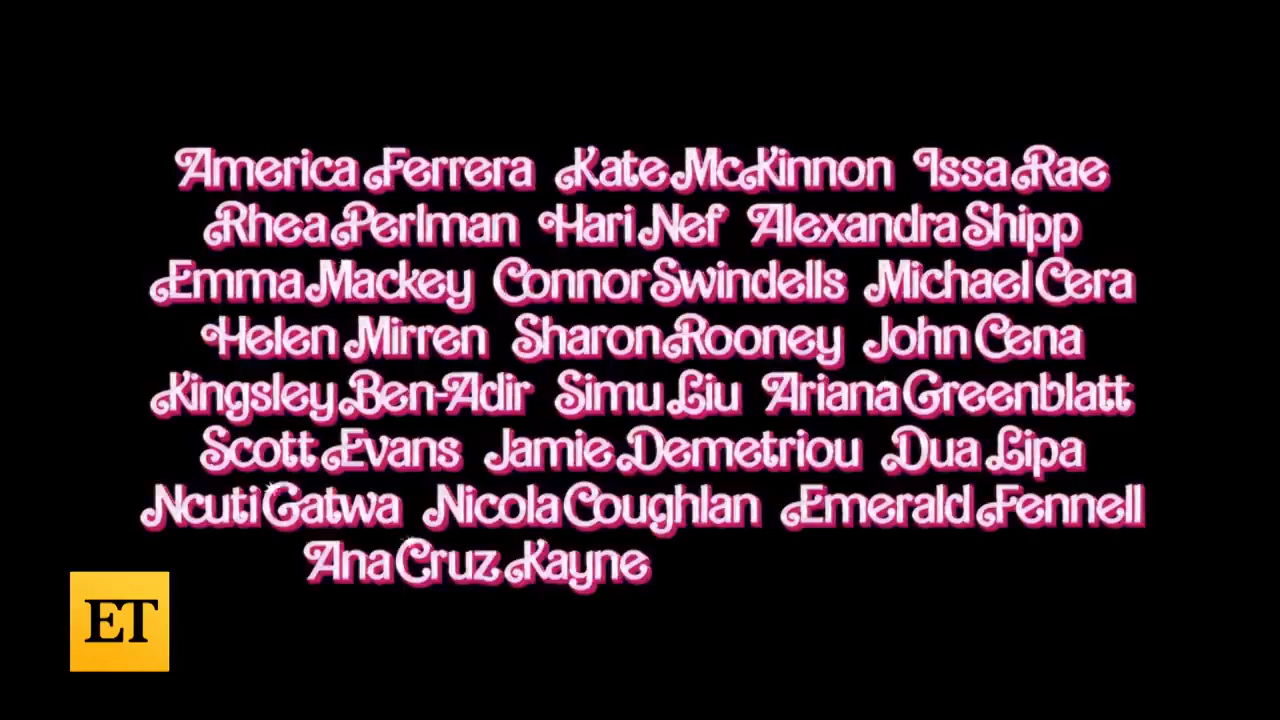 America Ferrera Kate McKinnon Issa Rae
Rhea Perlman Hari Nef Alexandra Shipp
Emma Mackey Connor Swindells Michael Cera
Helen Mirren Sharon Rooney John Cena
Kingsley Ben-Adir Simu Liu Ariana Greenblatt
Scott Evans Jamie Demetriou Dua Lipa
Ncuti Gatwa Nicola Coughlan Emerald Fennell
Ana Cruz Kayne
ET